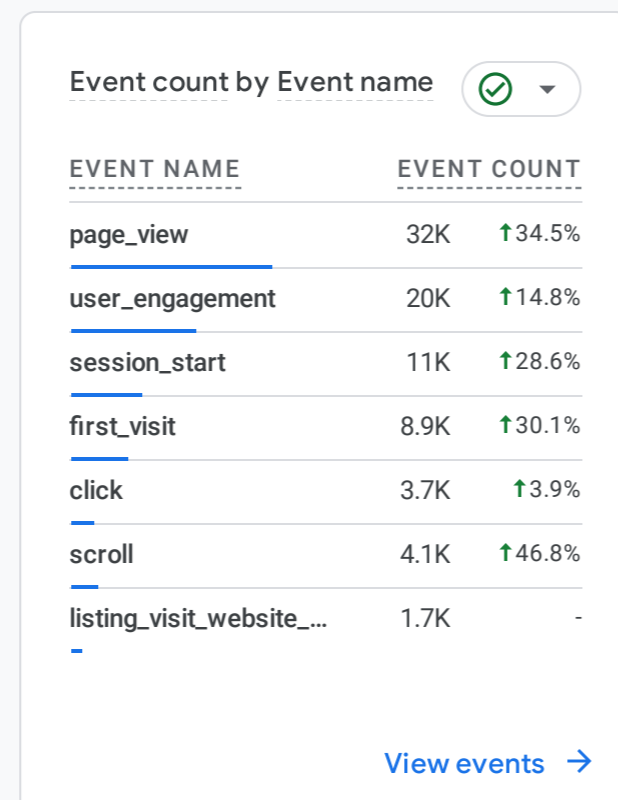 Event count by Event name
EVENT NAME EVENT COUNT
page_view 32K ↑34.5%
user_engagement 20K ↑14.8%
session_start 11K ↑28.6%
first_visit 8.9K ↑30.1%
click 3.7K ↑3.9%
scroll 4.1K ↑46.8%
listing_visit_website_... 1.7K -
View events →